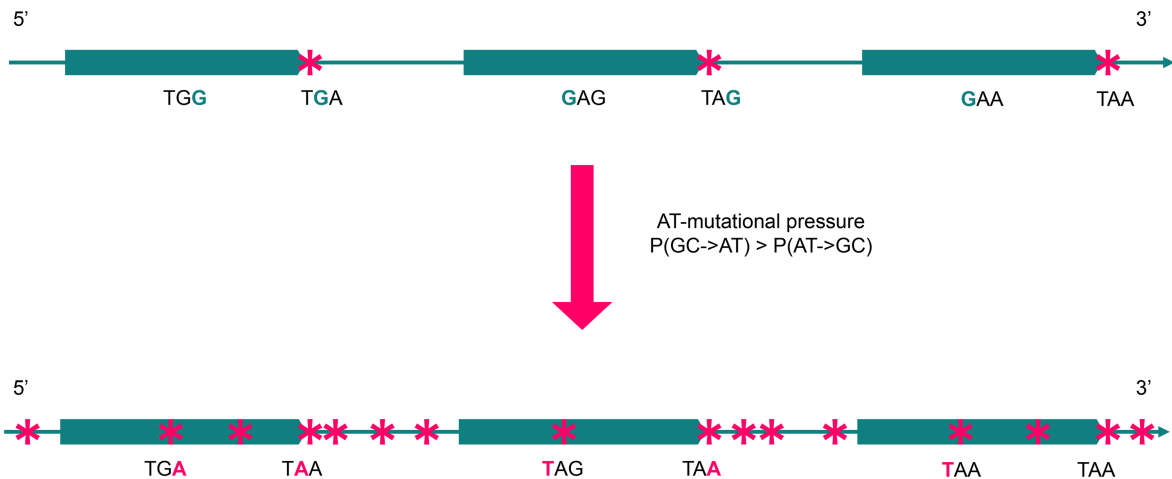 5’ 3’
TGG TGA GAG TAG GAA TAA
AT-mutational pressure
P(GC->AT) > P(AT->GC)
5’ 3’
TGA TAA TAG TAA TAA TAA